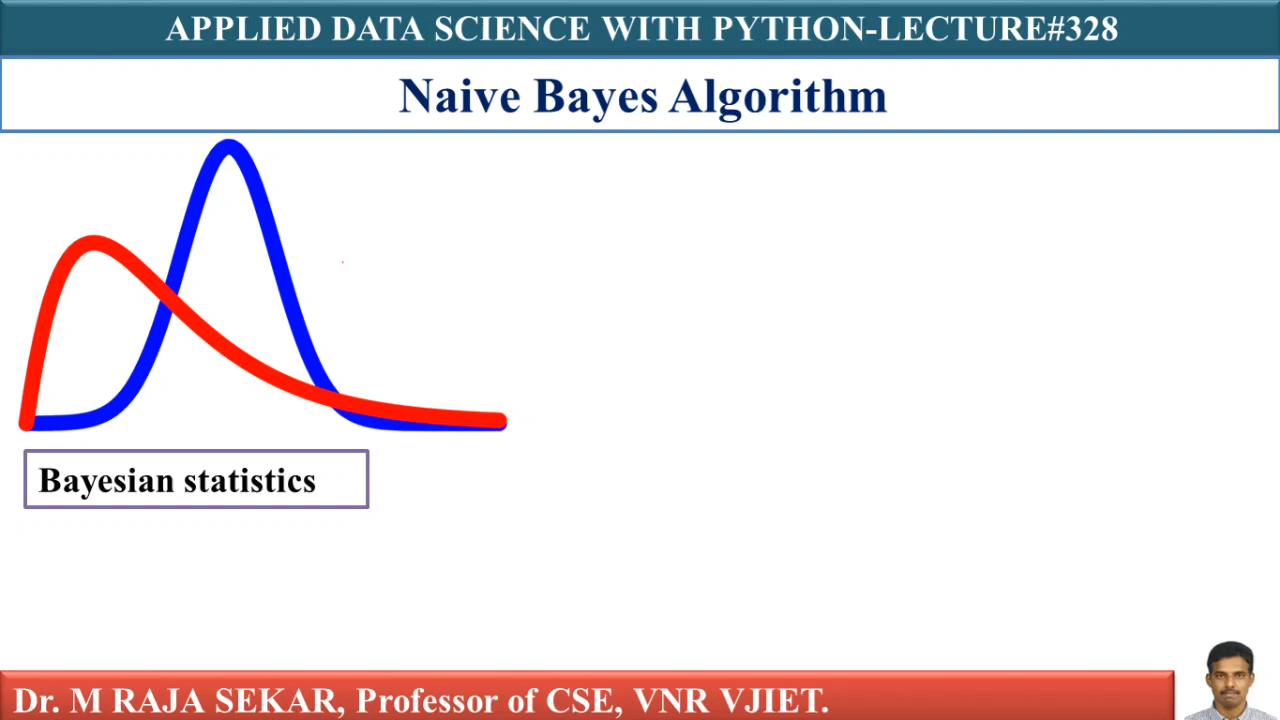 APPLIED DATA SCIENCE WITH PYTHON-LECTURE#328
Naive Bayes Algorithm
Bayesian statistics
Dr. M RAJA SEKAR, Professor of CSE, VNR VJIET.